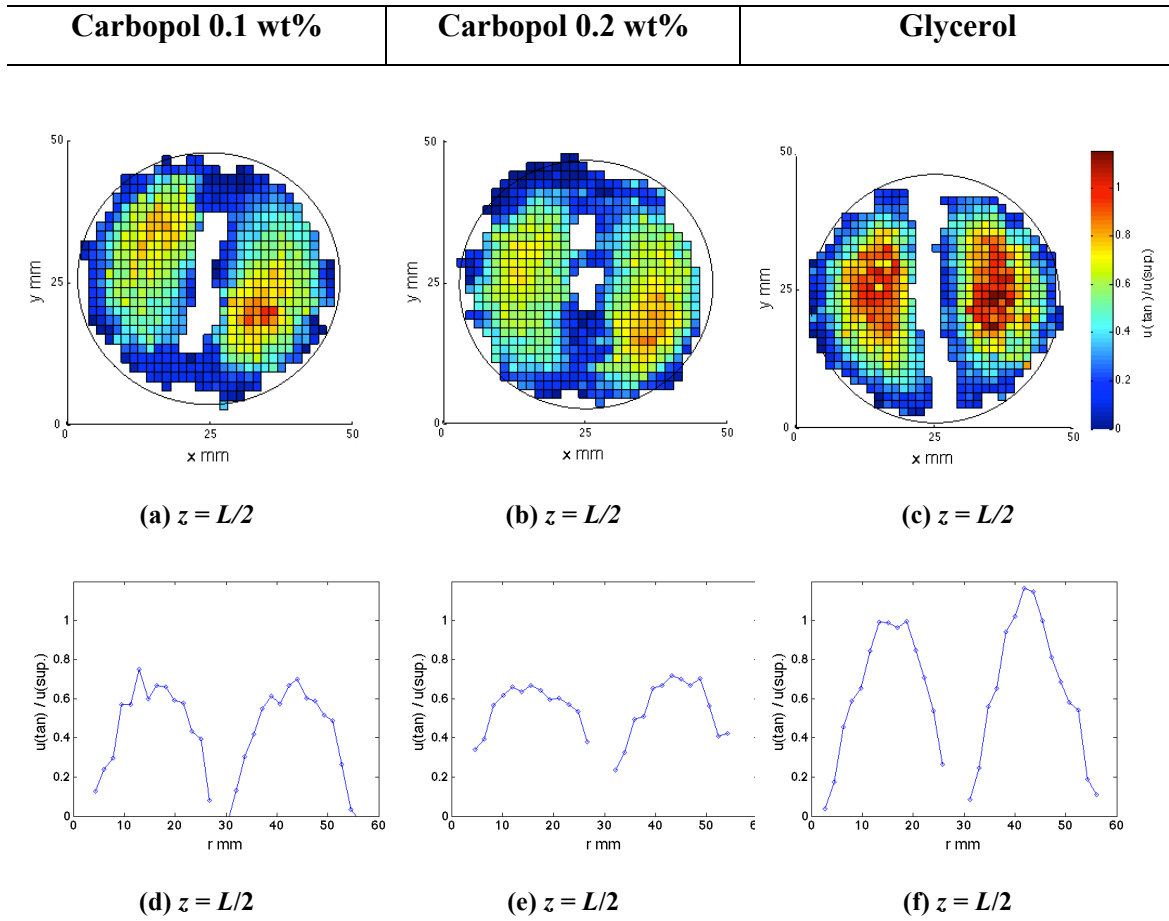 Carbopol 0.1 wt% Carbopol 0.2 wt% Glycerol
50
25
0
y mm
0 25 50
x mm
50
25
0
y mm
0 25 50
x mm
50
25
0
y mm
0 25 50
x mm
1
0.8
0.6
0.4
0.2
0
u(tan)/u(sup.)
(a) z = L/2 (b) z = L/2 (c) z = L/2
1
0.8
0.6
0.4
0.2
0
u(tan) / u(sup.)
0 10 20 30 40 50 60
r mm
1
0.8
0.6
0.4
0.2
0
u(tan) / u(sup.)
0 10 20 30 40 50
r mm
1
0.8
0.6
0.4
0.2
0
u(tan) / u(sup.)
0 10 20 30 40 50 60
r mm
(d) z = L/2 (e) z = L/2 (f) z = L/2